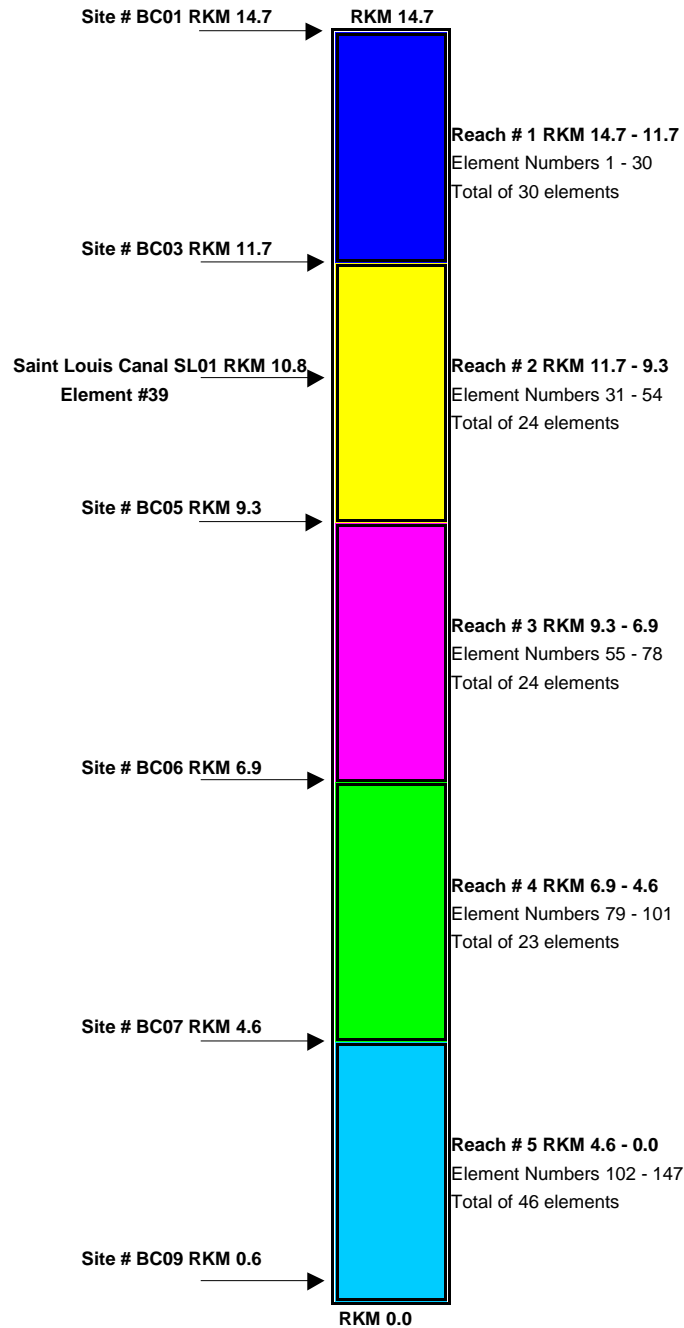 Site # BC01 RKM 14.7
RKM 14.7
Reach # 1 RKM 14.7 - 11.7
Element Numbers 1 - 30
Total of 30 elements
Site # BC03 RKM 11.7
Saint Louis Canal SL01 RKM 10.8
Element #39
Reach # 2 RKM 11.7 - 9.3
Element Numbers 31 - 54
Total of 24 elements
Site # BC05 RKM 9.3
Reach # 3 RKM 9.3 - 6.9
Element Numbers 55 - 78
Total of 24 elements
Site # BC06 RKM 6.9
Reach # 4 RKM 6.9 - 4.6
Element Numbers 79 - 101
Total of 23 elements
Site # BC07 RKM 4.6
Reach # 5 RKM 4.6 - 0.0
Element Numbers 102 - 147
Total of 46 elements
Site # BC09 RKM 0.6
RKM 0.0